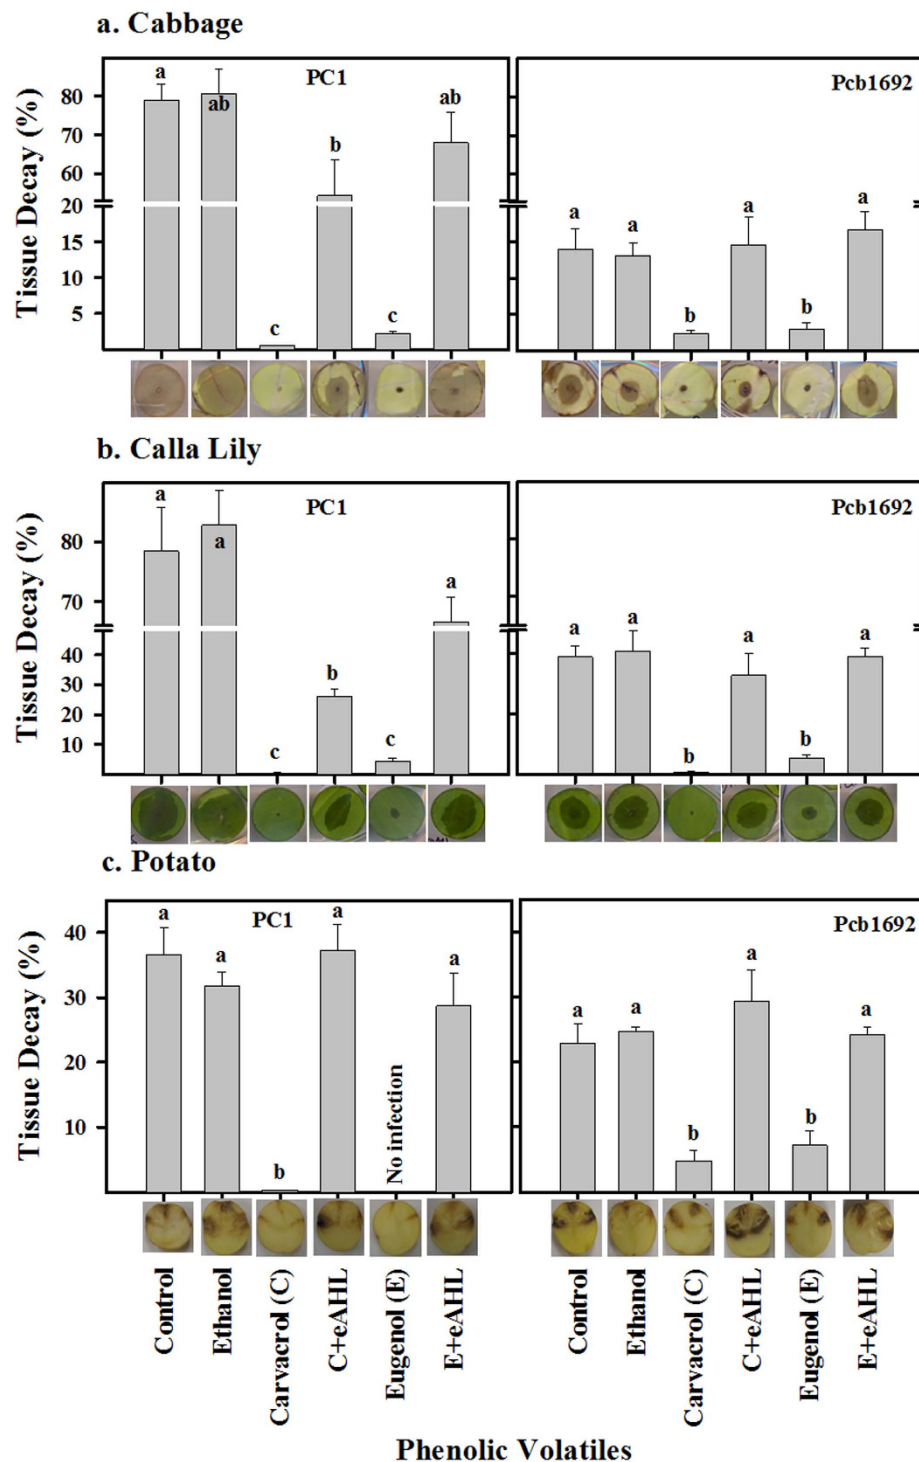 a. Cabbage
Tissue Decay (%)
80
70
60
20
15
10
5
PC1
a
ab
c
b
c
ab
Pcb1692
a
a
b
a
b
a
b. Calla Lily
Tissue Decay (%)
80
70
40
30
20
10
PC1
a
a
c
b
c
a
Pcb1692
a
a
b
a
b
a
c. Potato
Tissue Decay (%)
40
30
20
10
PC1
a
a
b
a
No infection
a
Pcb1692
a
a
b
a
b
a
Control
Ethanol
Carvacrol (C)
C+eAHL
Eugenol (E)
E+eAHL
Control
Ethanol
Carvacrol (C)
C+eAHL
Eugenol (E)
E+eAHL
Phenolic Volatiles